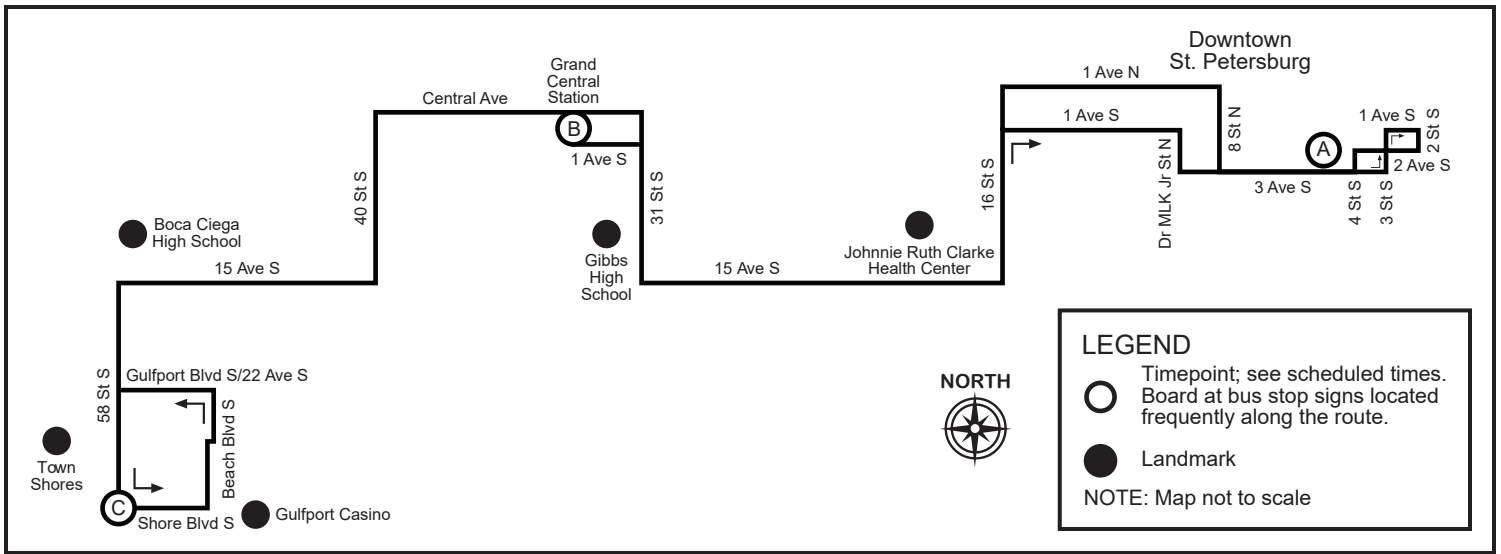 Downtown
St. Petersburg
Grand
Central
Station
Central Ave
B
1 Ave S
1 Ave N
1 Ave S
8 St N
A
1 Ave S
2 St S
2 Ave S
3 Ave S
4 St S
3 St S
Dr MLK Jr St N
16 St S
40 St S
31 St S
Boca Ciega
High School
15 Ave S
Gibbs
High
School
15 Ave S
Johnnie Ruth Clarke
Health Center
58 St S
Gulfport Blvd S/22 Ave S
Beach Blvd S
Town
Shores
C
Shore Blvd S
Gulfport Casino
NORTH
LEGEND
Timepoint; see scheduled times.
Board at bus stop signs located
frequently along the route.
Landmark
NOTE: Map not to scale